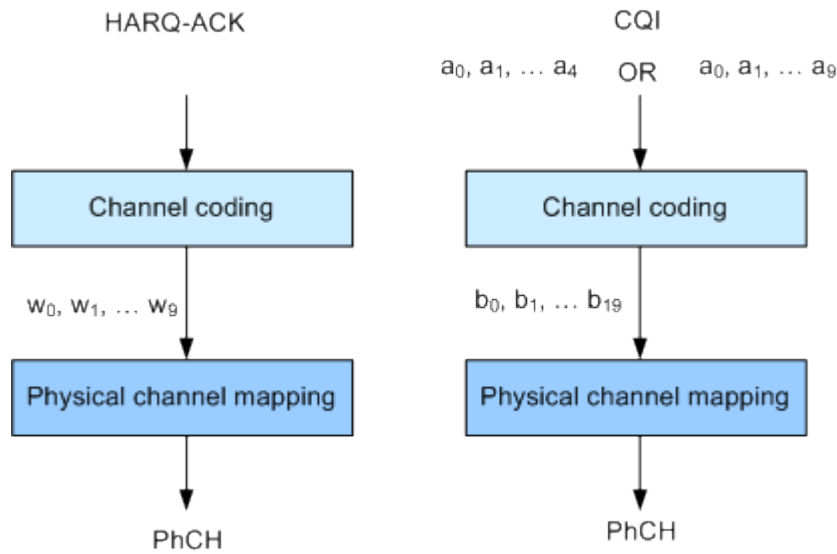 HARQ-ACK
Channel coding
w₀, w₁, … w₉
Physical channel mapping
PhCH
CQI
a₀, a₁, … a₄ OR a₀, a₁, … a₉
Channel coding
b₀, b₁, … b₁₉
Physical channel mapping
PhCH